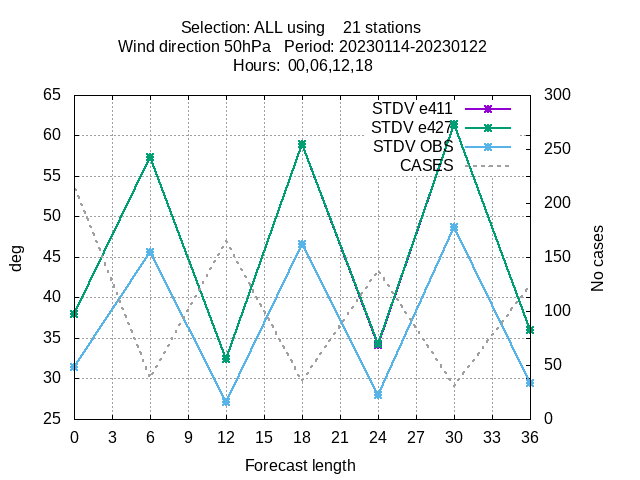 Selection: ALL using    21 stations
Wind direction 50hPa   Period: 20230114-20230122
Hours:  00,06,12,18
STDV e411
STDV e427
STDV OBS
CASES
65
60
55
50
45
40
35
30
25
deg
300
250
200
150
100
50
0
No cases
0 3 6 9 12 15 18 21 24 27 30 33 36
Forecast length